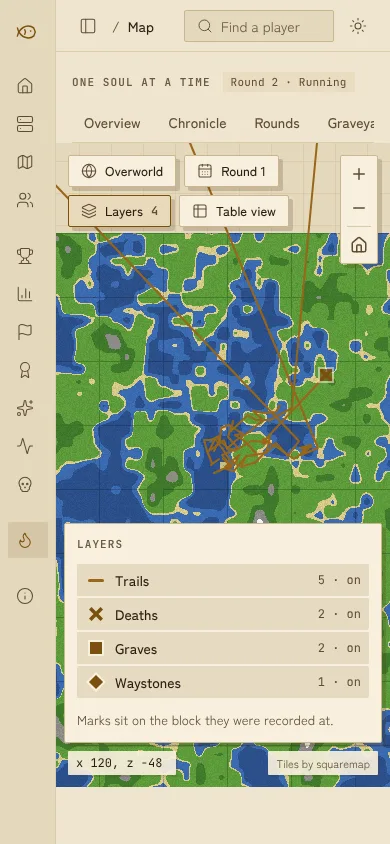 / Map
Find a player
ONE SOUL AT A TIME
Round 2 · Running
Overview
Chronicle
Rounds
Graveya
Overworld
Round 1
Layers 4
Table view
LAYERS
Trails 5 · on
Deaths 2 · on
Graves 2 · on
Waystones 1 · on
Marks sit on the block they were recorded at.
x 120, z -48
Tiles by squaremap